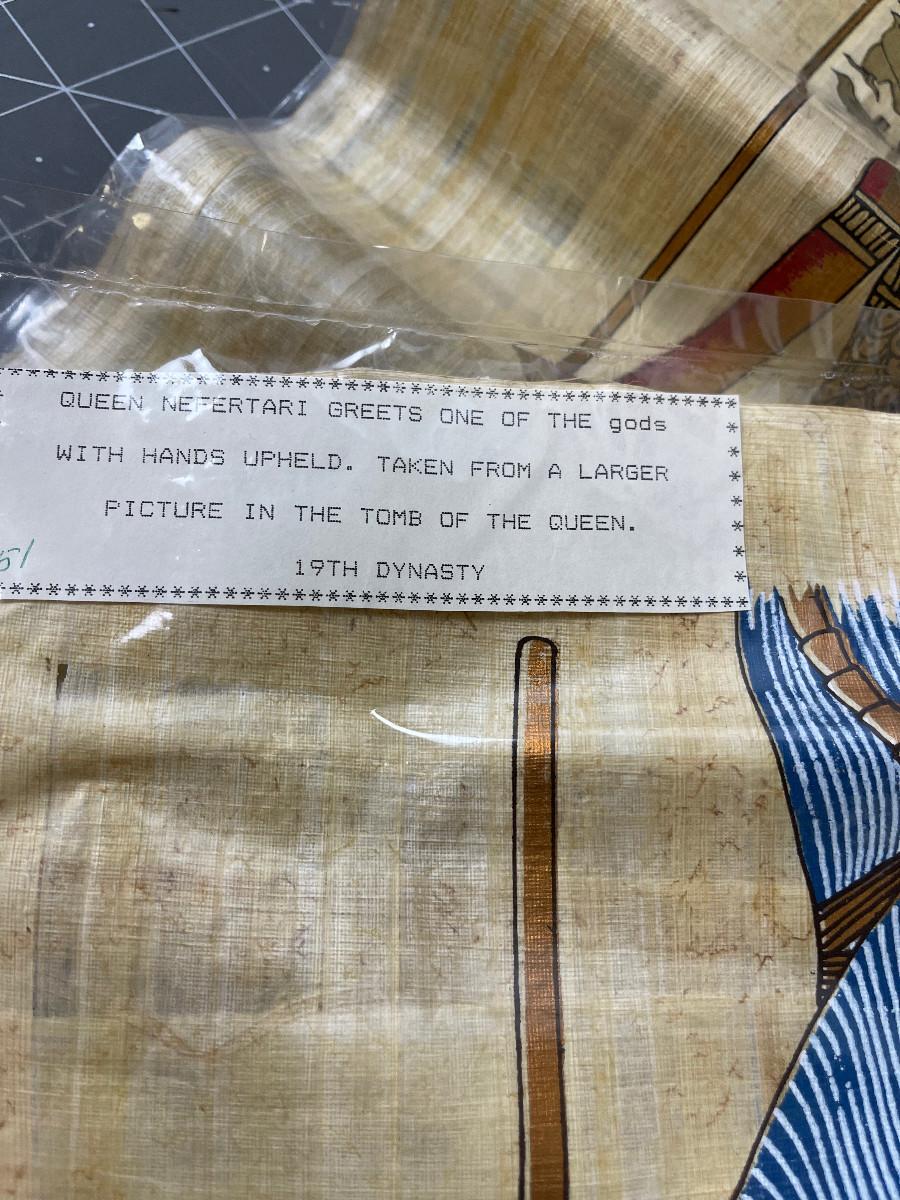 QUEEN NEFERTARI GREETS ONE OF THE gods
WITH HANDS UPHELD. TAKEN FROM A LARGER
PICTURE IN THE TOMB OF THE QUEEN.
19TH DYNASTY
51